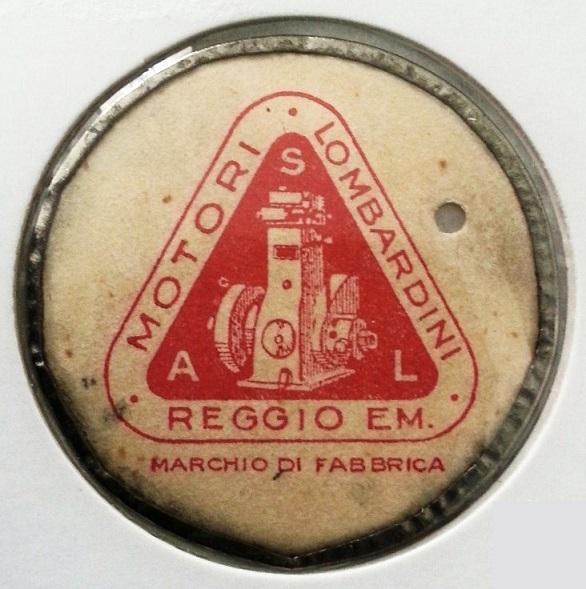 MOTORI
LOMBARDINI
S
A L
REGGIO EM.
MARCHIO DI FABBRICA